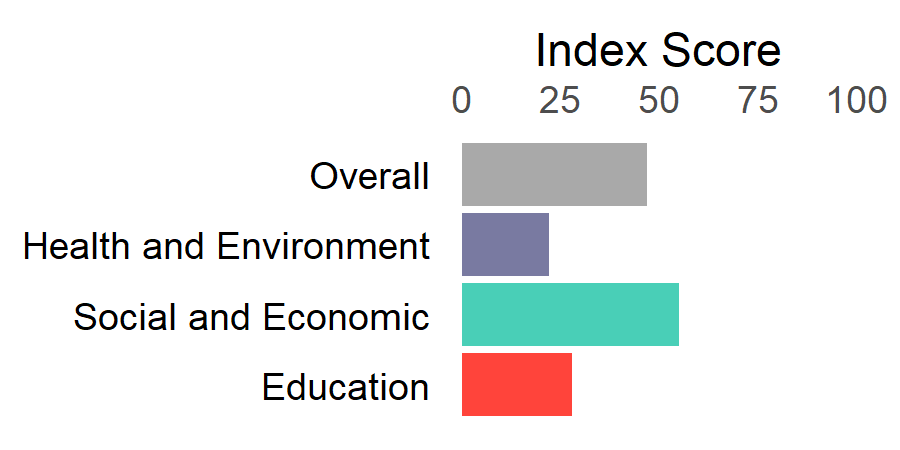 Index Score
0 25 50 75 100
Overall
Health and Environment
Social and Economic
Education